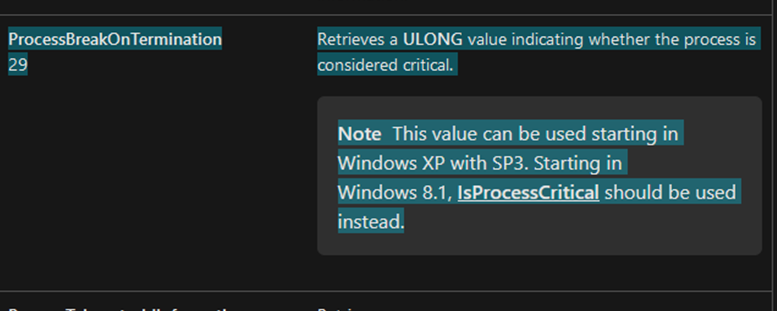 ProcessBreakOnTermination
29
Retrieves a ULONG value indicating whether the process is
considered critical.
Note This value can be used starting in
Windows XP with SP3. Starting in
Windows 8.1, IsProcessCritical should be used
instead.